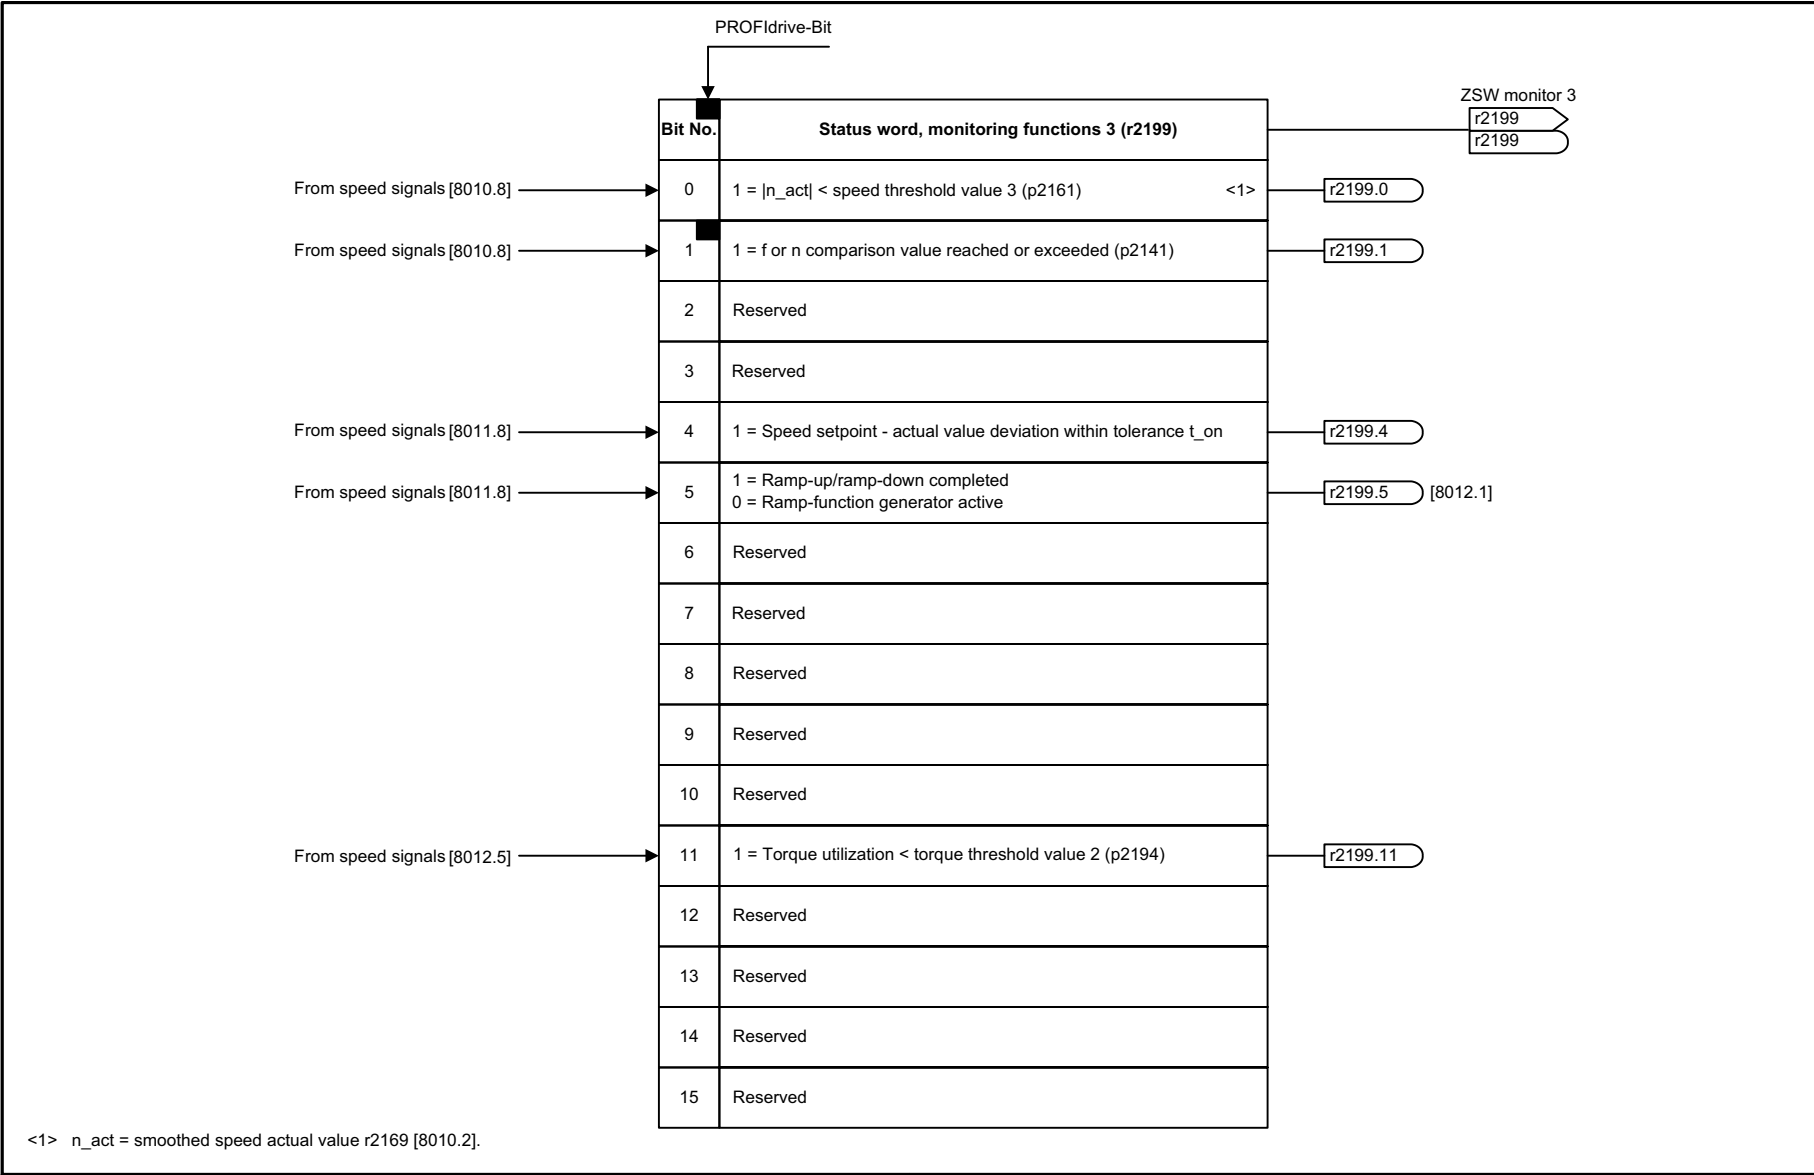 PROFIdrive-Bit
ZSW monitor 3
r2199
r2199
Bit No. Status word, monitoring functions 3 (r2199)
From speed signals [8010.8] 0 1 = |n_act| < speed threshold value 3 (p2161) <1> r2199.0
From speed signals [8010.8] 1 1 = f or n comparison value reached or exceeded (p2141) r2199.1
2 Reserved
3 Reserved
From speed signals [8011.8] 4 1 = Speed setpoint - actual value deviation within tolerance t_on r2199.4
From speed signals [8011.8] 5 1 = Ramp-up/ramp-down completed
0 = Ramp-function generator active
r2199.5 [8012.1]
6 Reserved
7 Reserved
8 Reserved
9 Reserved
10 Reserved
From speed signals [8012.5] 11 1 = Torque utilization < torque threshold value 2 (p2194) r2199.11
12 Reserved
13 Reserved
14 Reserved
15 Reserved
<1> n_act = smoothed speed actual value r2169 [8010.2].